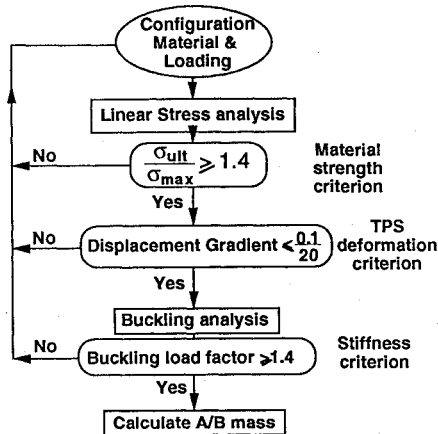 Configuration
Material &
Loading
Linear Stress analysis
No
σult
σmax
≥ 1.4
Material
strength
criterion
Yes
No
Displacement Gradient ≤ 0.1
20
TPS
deformation
criterion
Yes
Buckling analysis
No
Buckling load factor ≥1.4
Stiffness
criterion
Yes
Calculate A/B mass